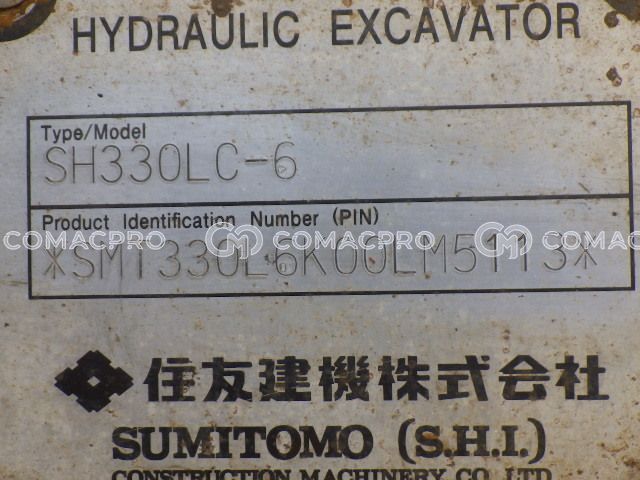 HYDRAULIC EXCAVATOR
Type/Model
SH330LC-6
Product Identification Number (PIN)
COMACPRO COMACPRO COMACPRO
*SMT330L6K00LM5113*
住友建機株式会社
SUMITOMO (S.H.I.)
CONSTRUCTION MACHINERY CO. LTD